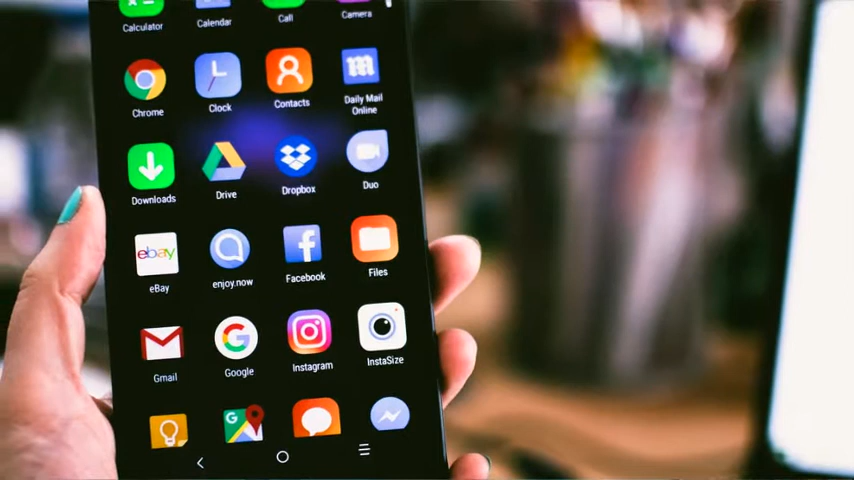 Calculator
Calendar
Call
Camera
Chrome
Clock
Contacts
Daily Mail
Online
Downloads
Drive
Dropbox
Duo
ebay
eBay
enjoy.now
Facebook
Files
Gmail
Google
Instagram
InstaSize